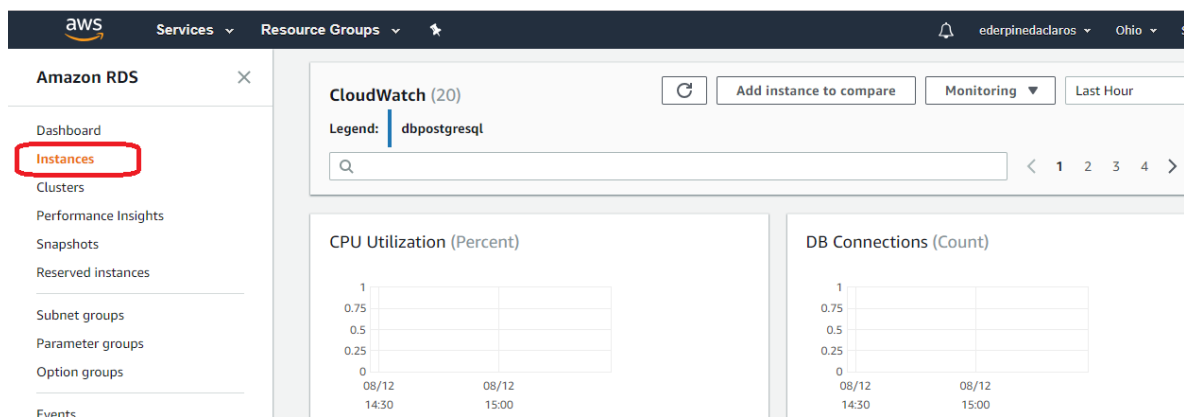 aws Services Resource Groups ederpinedaclaros Ohio
Amazon RDS
Dashboard
Instances
Clusters
Performance Insights
Snapshots
Reserved instances
Subnet groups
Parameter groups
Option groups
Events
CloudWatch (20) Add instance to compare Monitoring Last Hour
Legend: dbpostgresql
1 2 3 4
CPU Utilization (Percent)
1
0.75
0.5
0.25
0
08/12 08/12
14:30 15:00
DB Connections (Count)
1
0.75
0.5
0.25
0
08/12 08/12
14:30 15:00